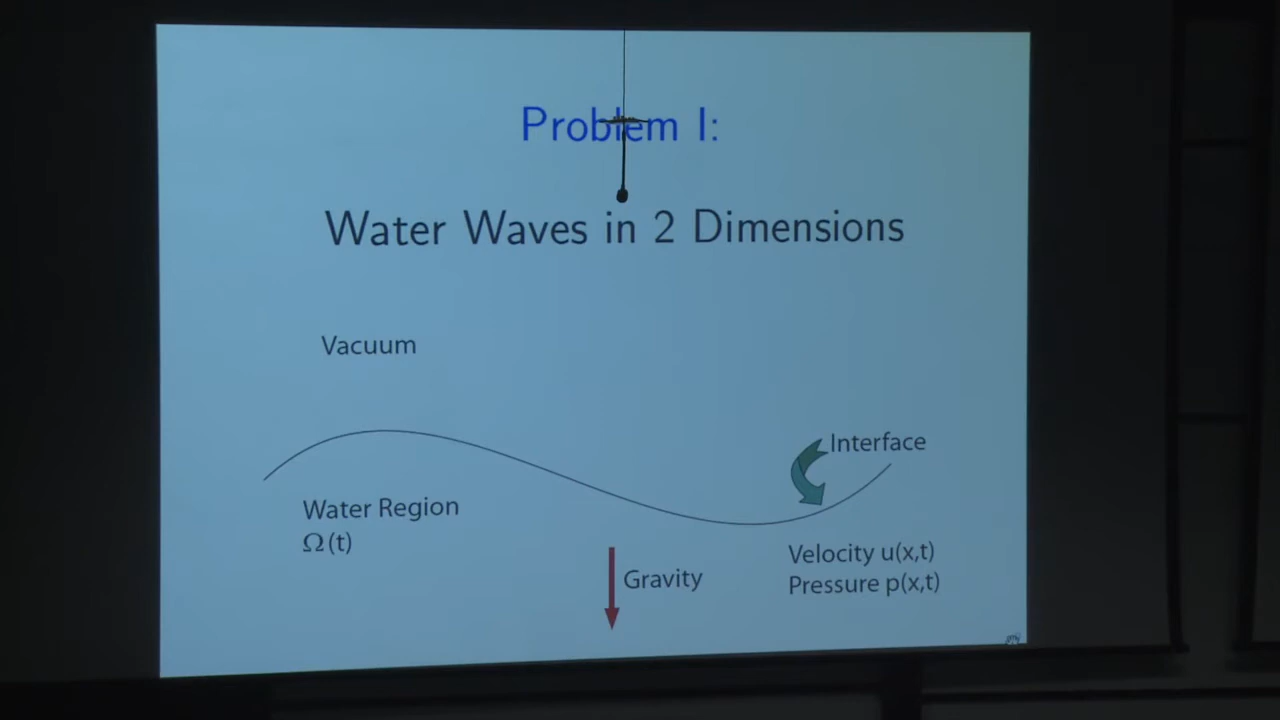 Problem I:
Water Waves in 2 Dimensions
Vacuum
Interface
Water Region
Ω(t)
Velocity u(x,t)
Gravity
Pressure p(x,t)